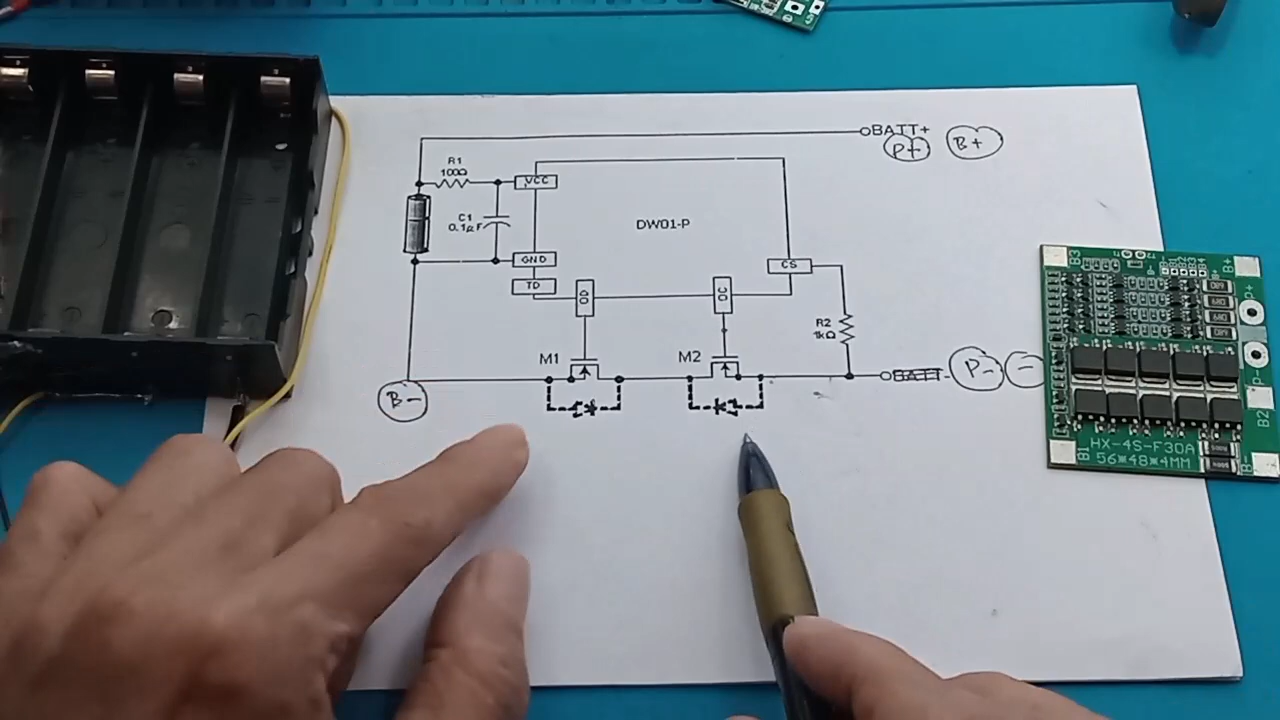 BATT+
P+
B+
R1
100Ω
VCC
C1
0.1µF
DW01-P
GND
CS
TD
OD
OC
R2
1kΩ
M1
M2
BATT-
P-
-
B-
B3
B+
P+
P-
B2
HX-4S-F30A
56*48*4MM
B1
B-